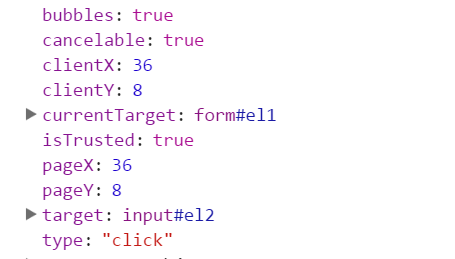 bubbles: true
cancelable: true
clientX: 36
clientY: 8
currentTarget: form#el1
isTrusted: true
pageX: 36
pageY: 8
target: input#el2
type: "click"